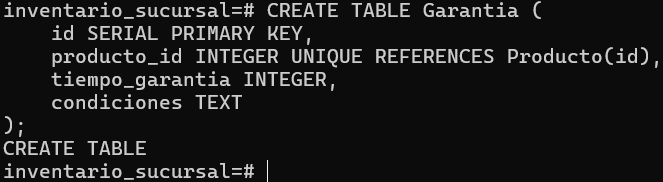 inventario_sucursal=# CREATE TABLE Garantia (
    id SERIAL PRIMARY KEY,
    producto_id INTEGER UNIQUE REFERENCES Producto(id),
    tiempo_garantia INTEGER,
    condiciones TEXT
);
CREATE TABLE
inventario_sucursal=#